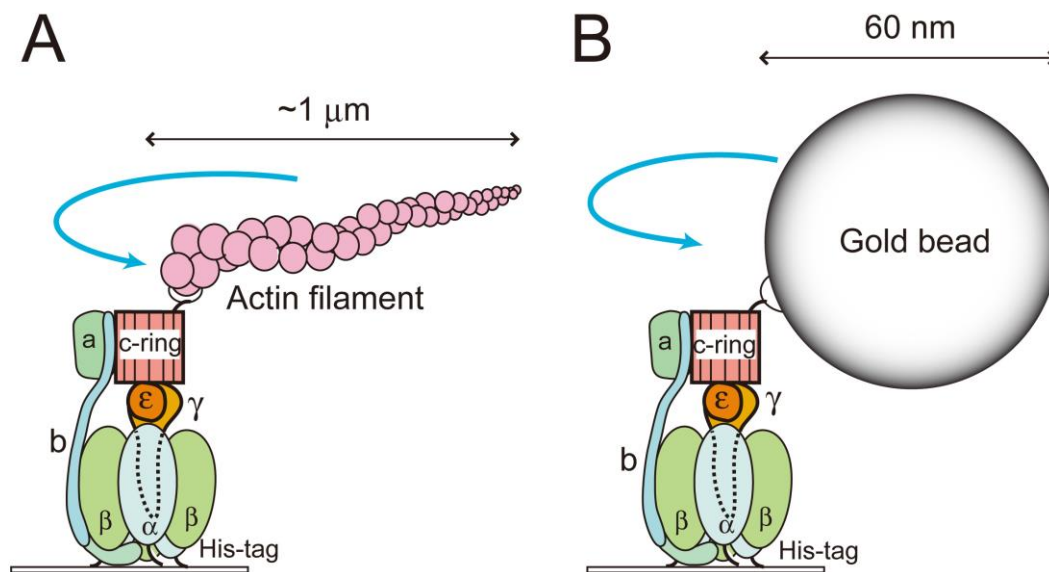 A
~1 μm
Actin filament
a
c-ring
ε
γ
b
β
α
β
His-tag
B
60 nm
Gold bead
a
c-ring
ε
γ
b
β
α
β
His-tag